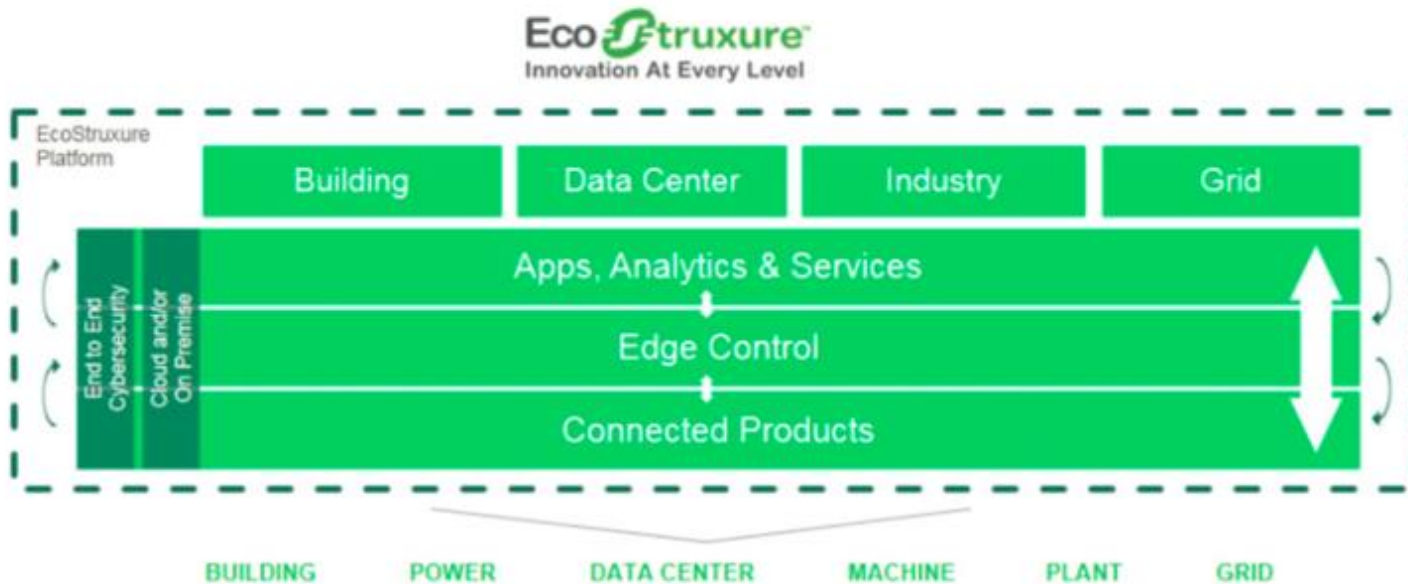 EcoStruxure™
Innovation At Every Level
EcoStruxure
Platform
Building
Data Center
Industry
Grid
End to End
Cybersecurity
Cloud and/or
On Premise
Apps, Analytics & Services
Edge Control
Connected Products
BUILDING
POWER
DATA CENTER
MACHINE
PLANT
GRID